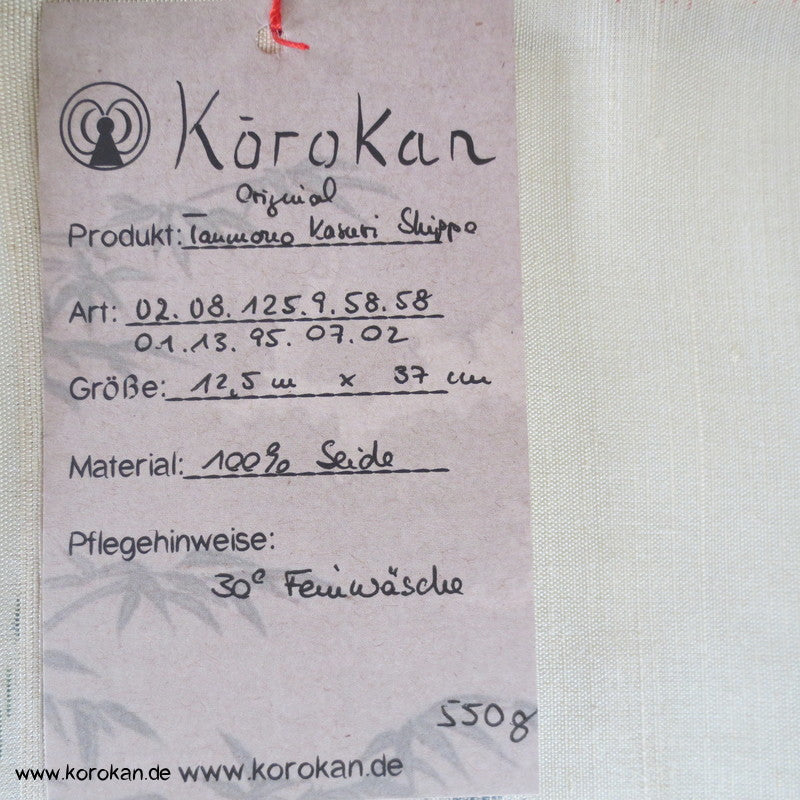 Kōrokan
Original
Produkt: Tanmono Kasuri Shippo
Art: 02.08.125.9.58.58
01.13.95.07.02
Größe: 12,5 m x 37 cm
Material: 100% Seide
Pflegehinweise:
30° Feinwäsche
550g
www.korokan.de
www.korokan.de